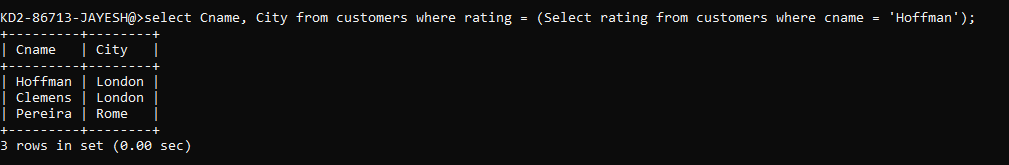 KD2-86713-JAYESH@>select Cname, City from customers where rating = (Select rating from customers where cname = 'Hoffman');
+---------+--------+
| Cname   | City   |
+---------+--------+
| Hoffman | London |
| Clemens | London |
| Pereira | Rome   |
+---------+--------+
3 rows in set (0.00 sec)